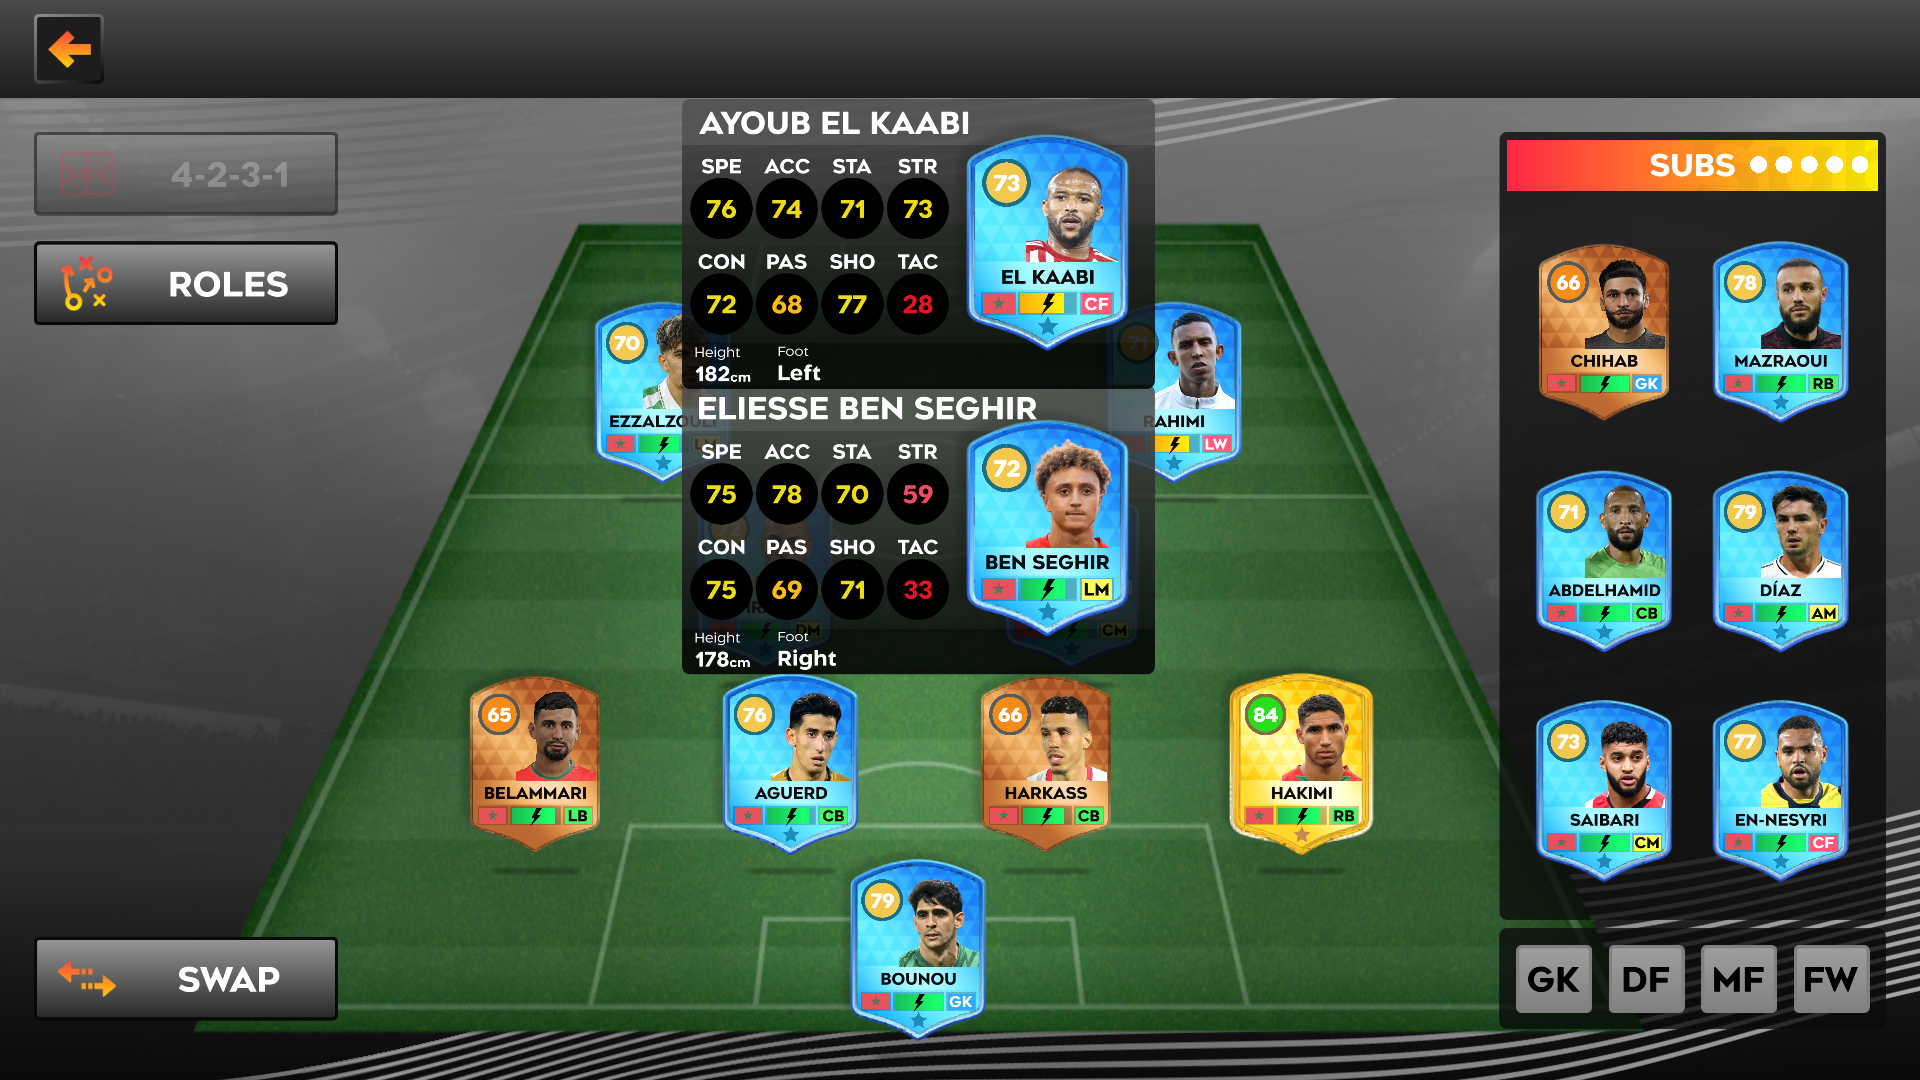 4-2-3-1
ROLES
SWAP
AYOUB EL KAABI
SPE ACC STA STR
76 74 71 73
CON PAS SHO TAC
72 68 77 28
Height Foot
182cm Left
73
EL KAABI
CF
ELIESSE BEN SEGHIR
SPE ACC STA STR
75 78 70 59
CON PAS SHO TAC
75 69 71 33
Height Foot
178cm Right
72
BEN SEGHIR
LM
70
EZZALZOULI
LM
71
RAHIMI
LW
DM
CM
65
BELAMMARI
LB
76
AGUERD
CB
66
HARKASS
CB
84
HAKIMI
RB
79
BOUNOU
GK
SUBS
66
CHIHAB
GK
78
MAZRAOUI
RB
71
ABDELHAMID
CB
79
DÍAZ
AM
73
SAIBARI
CM
77
EN-NESYRI
CF
GK DF MF FW